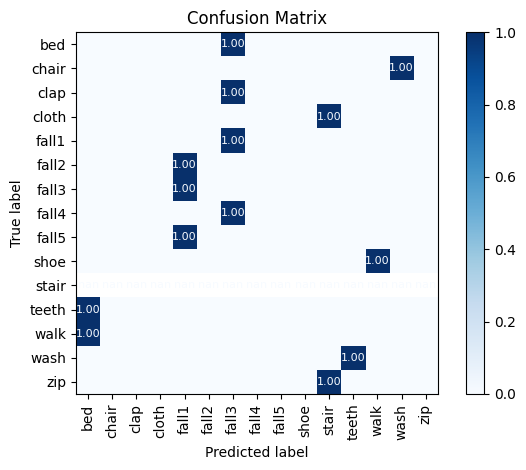 Confusion Matrix
bed
chair
clap
cloth
fall1
fall2
fall3
fall4
fall5
shoe
stair
teeth
walk
wash
zip
True label
1.00
1.00
1.00
1.00
1.00
1.00
1.00
1.00
1.00
1.00
1.00
1.00
1.00
1.00
bed
chair
clap
cloth
fall1
fall2
fall3
fall4
fall5
shoe
stair
teeth
walk
wash
zip
Predicted label
1.0
0.8
0.6
0.4
0.2
0.0